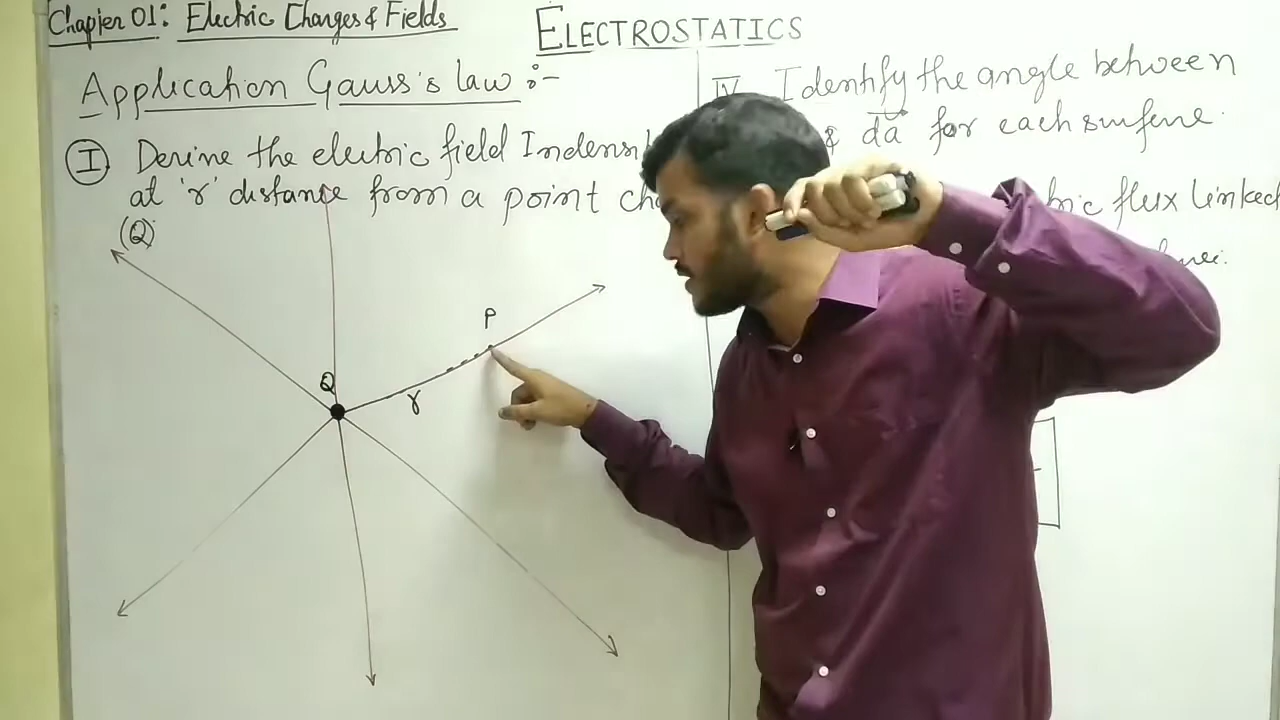 Chapter 01: Electric Charges & Fields
ELECTROSTATICS
Application Gauss's law :-
I Derive the electric field Indensi
at 'r' distance from a point ch
(Q)
P
Q
r
IV Identify the angle between
& da for each surface.
ric flux linked